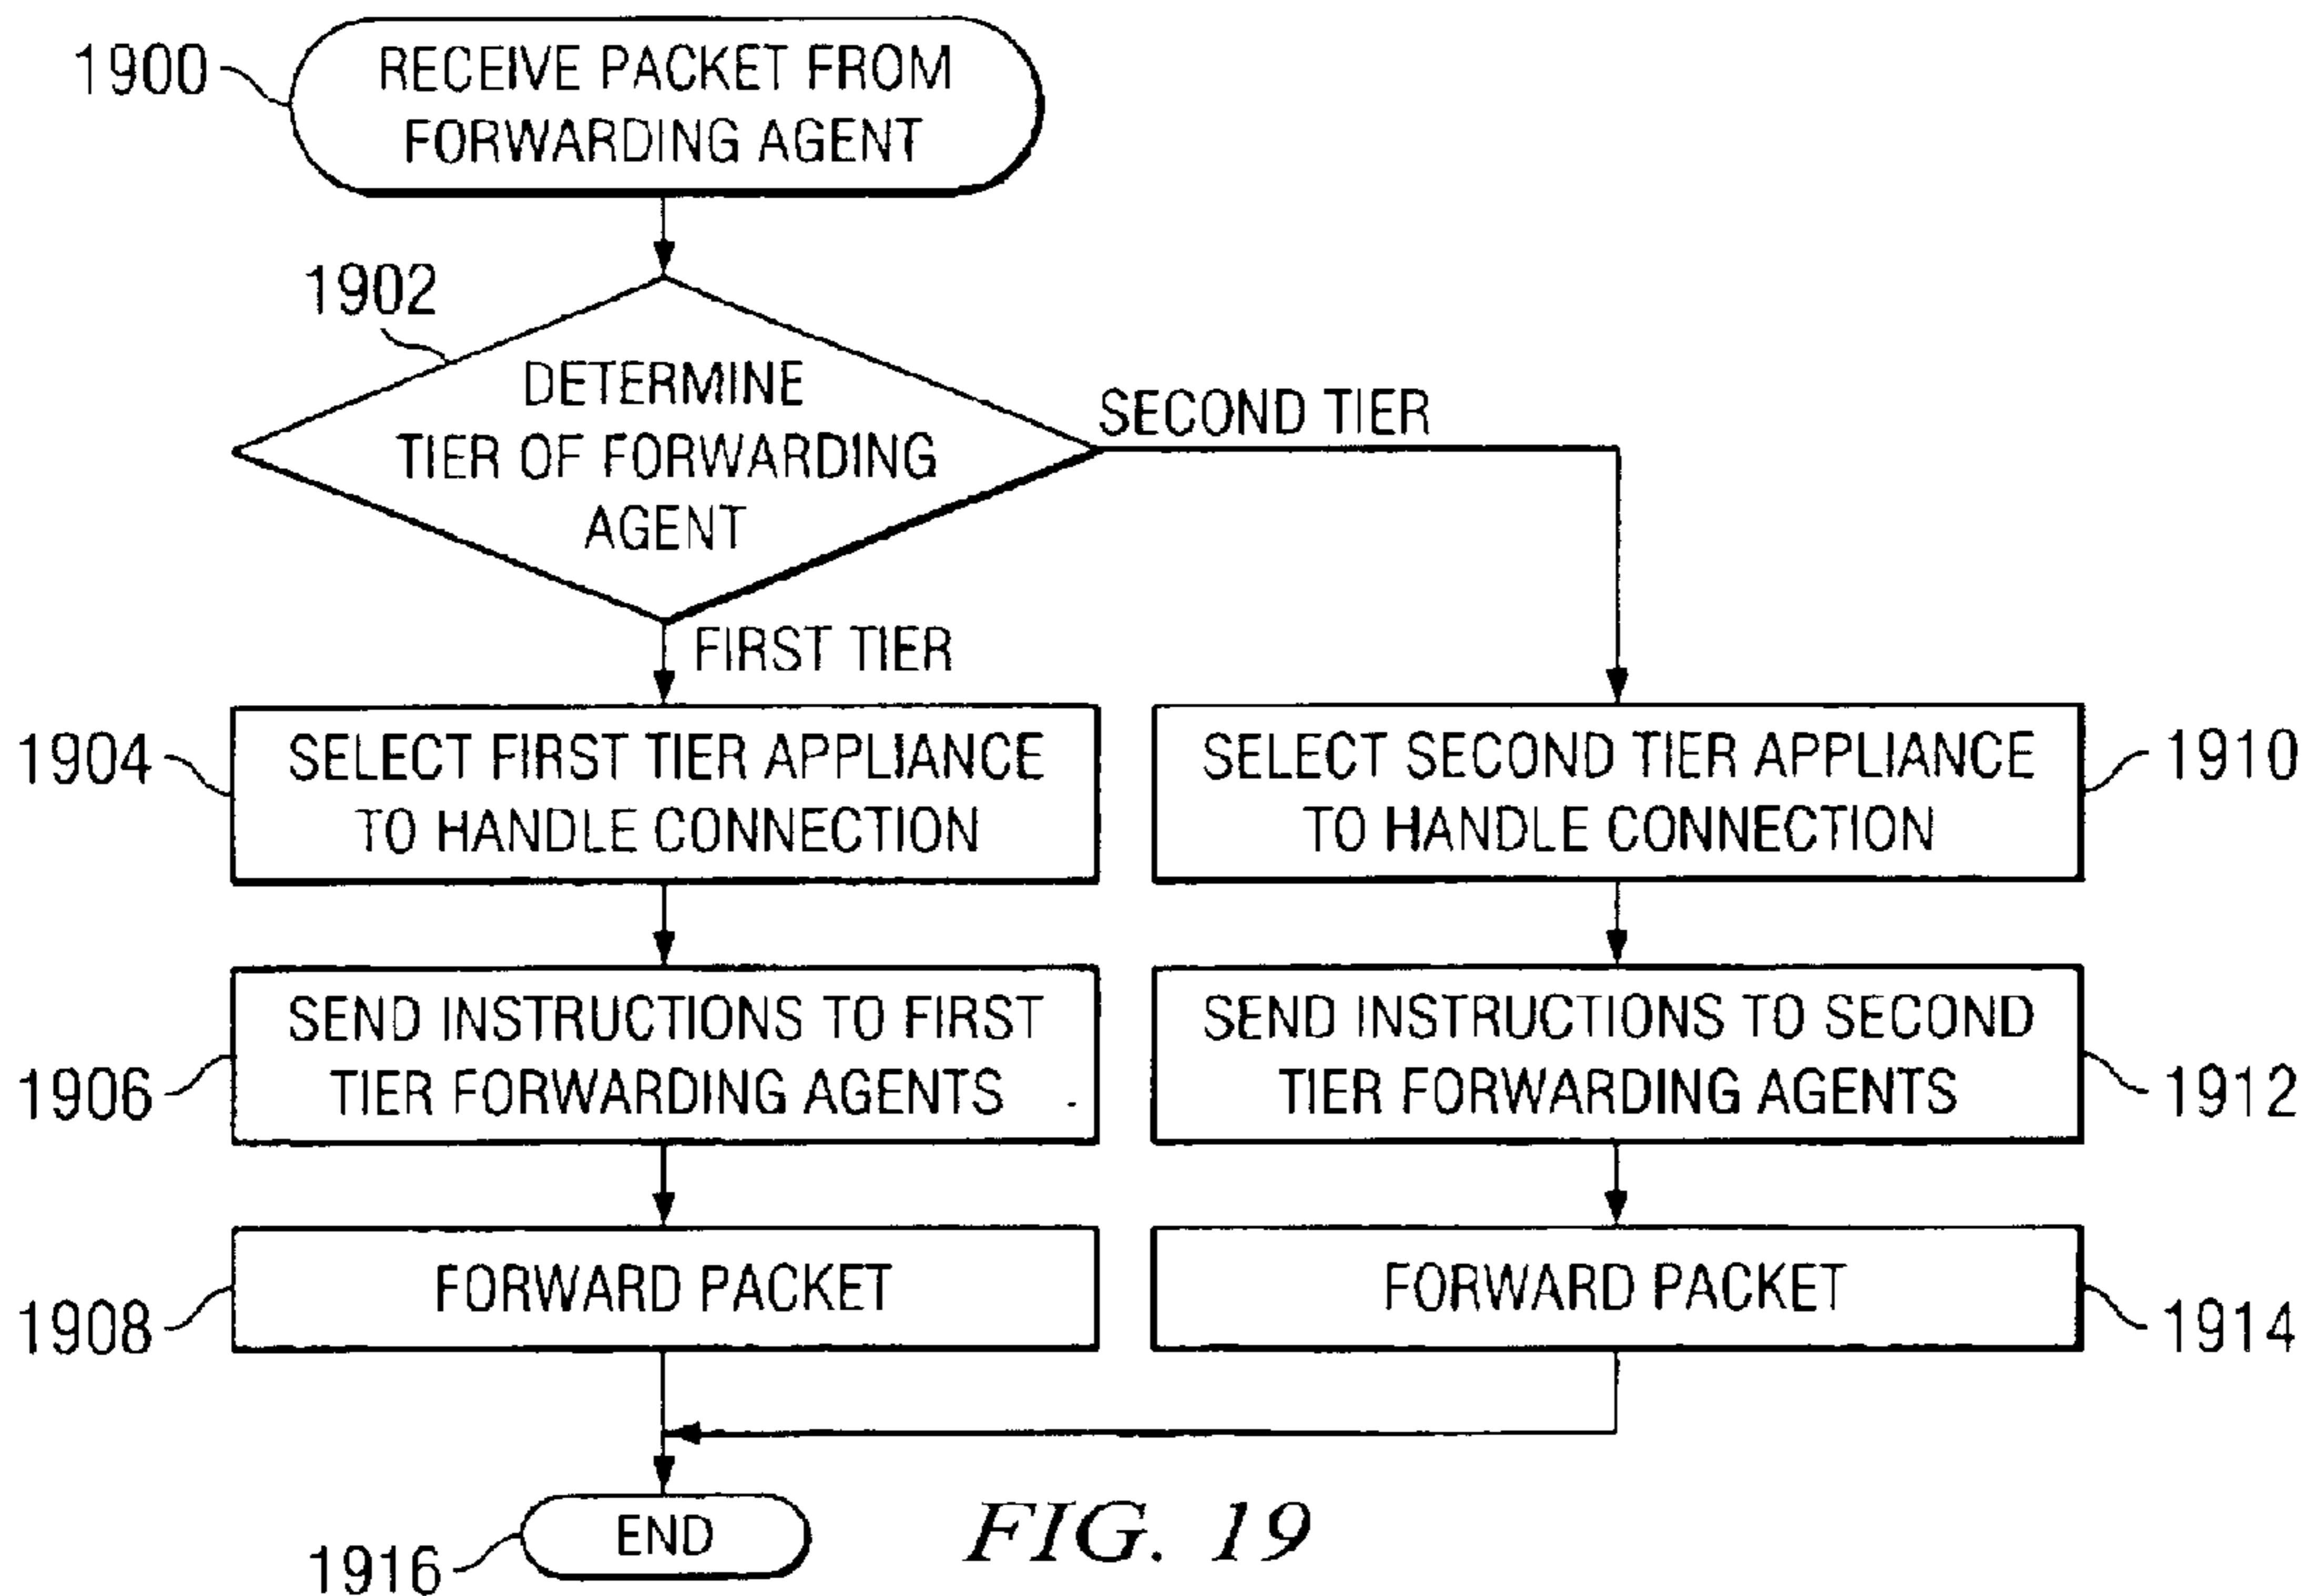 1900
RECEIVE PACKET FROM
FORWARDING AGENT
1902
DETERMINE
TIER OF FORWARDING
AGENT
SECOND TIER
FIRST TIER
1904
SELECT FIRST TIER APPLIANCE
TO HANDLE CONNECTION
SELECT SECOND TIER APPLIANCE
TO HANDLE CONNECTION
1910
1906
SEND INSTRUCTIONS TO FIRST
TIER FORWARDING AGENTS
SEND INSTRUCTIONS TO SECOND
TIER FORWARDING AGENTS
1912
1908
FORWARD PACKET
FORWARD PACKET
1914
1916
END
FIG. 19